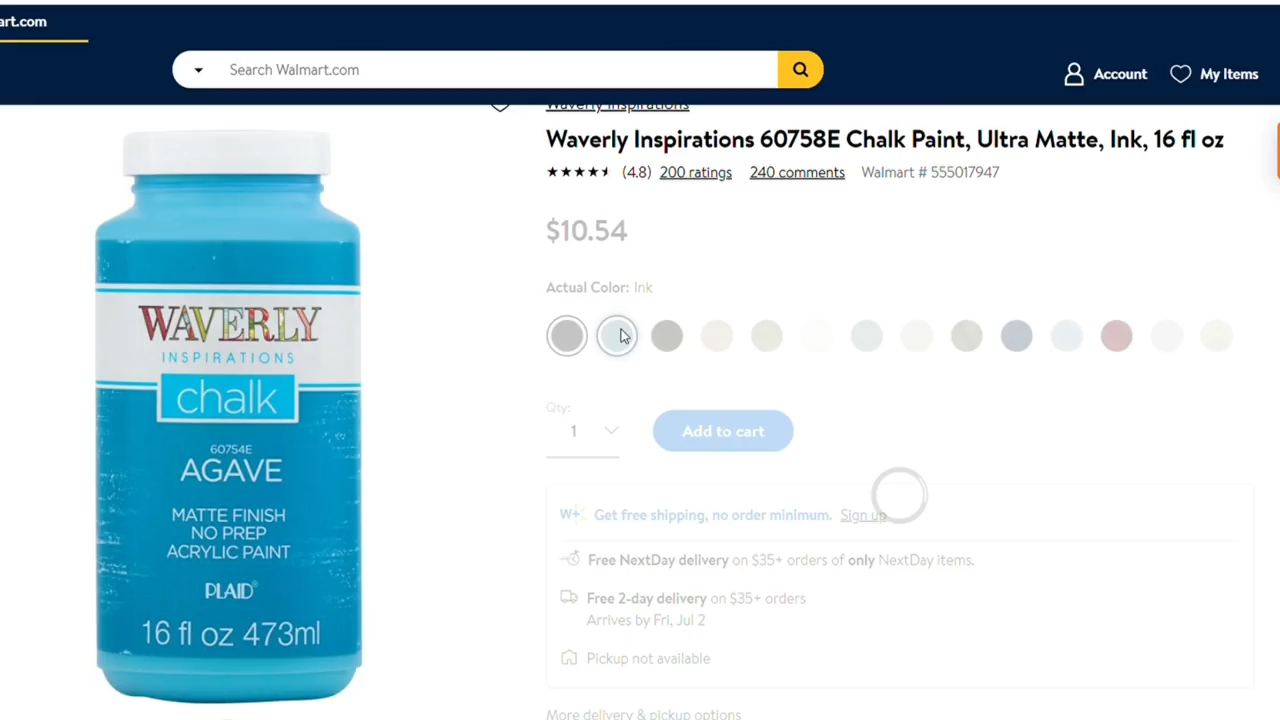 art.com
Search Walmart.com
Account
My Items
Waverly Inspirations
Waverly Inspirations 60758E Chalk Paint, Ultra Matte, Ink, 16 fl oz
(4.8) 200 ratings 240 comments Walmart # 555017947
$10.54
Actual Color: Ink
Qty:
1
Add to cart
W+ Get free shipping, no order minimum. Sign up
Free NextDay delivery on $35+ orders of only NextDay items.
Free 2-day delivery on $35+ orders
Arrives by Fri, Jul 2
Pickup not available
More delivery & pickup options
WAVERLY
INSPIRATIONS
chalk
60754E
AGAVE
MATTE FINISH
NO PREP
ACRYLIC PAINT
PLAID®
16 fl oz 473ml